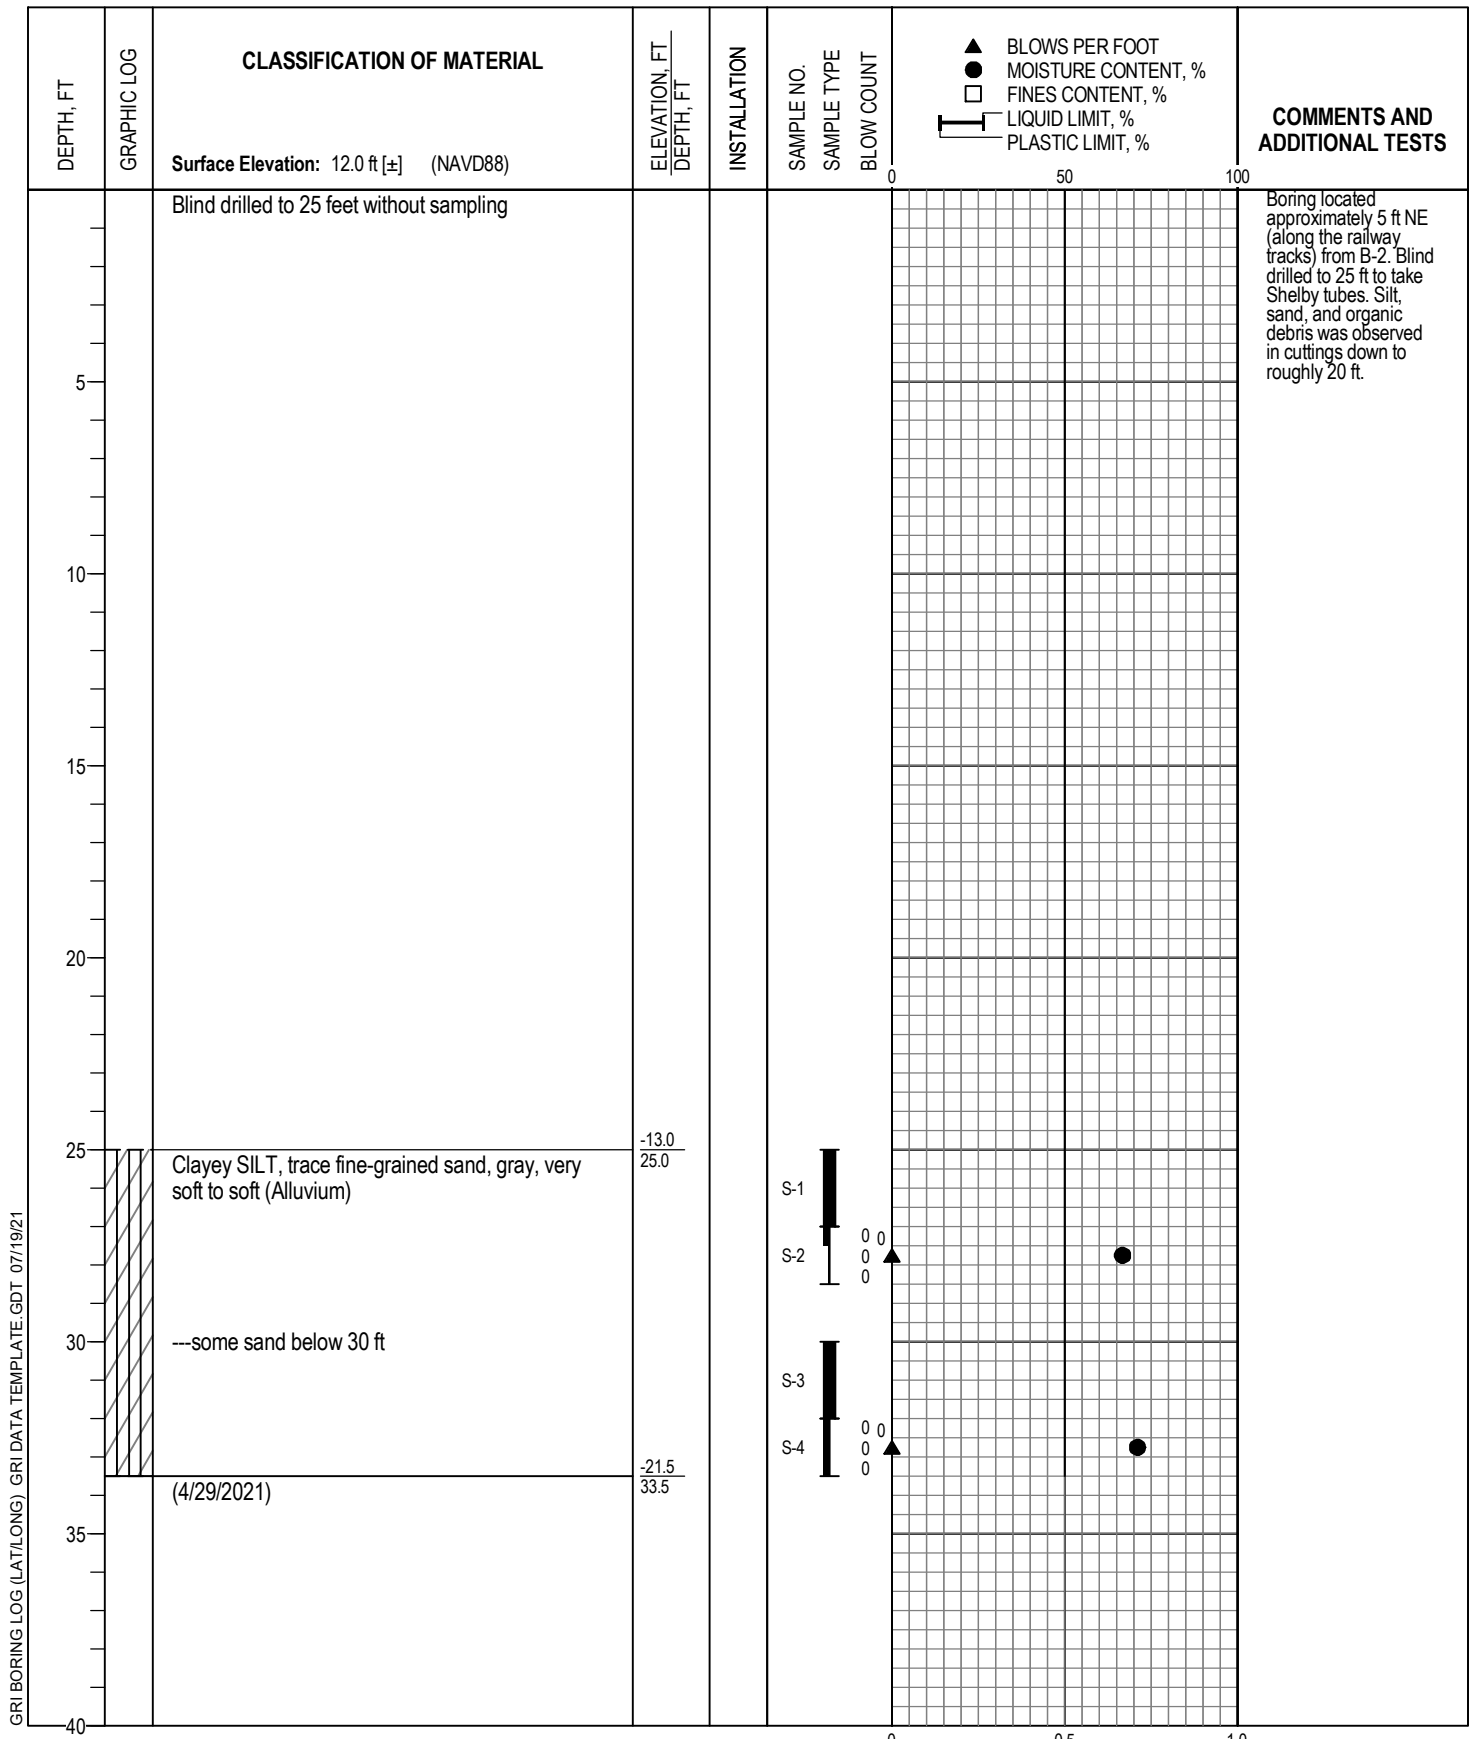 DEPTH, FT
GRAPHIC LOG
CLASSIFICATION OF MATERIAL
Surface Elevation: 12.0 ft [±] (NAVD88)
ELEVATION, FT
DEPTH, FT
INSTALLATION
SAMPLE NO.
SAMPLE TYPE
BLOW COUNT
BLOWS PER FOOT
MOISTURE CONTENT, %
FINES CONTENT, %
LIQUID LIMIT, %
PLASTIC LIMIT, %
0 50 100
COMMENTS AND
ADDITIONAL TESTS
Blind drilled to 25 feet without sampling
Boring located
approximately 5 ft NE
(along the railway
tracks) from B-2. Blind
drilled to 25 ft to take
Shelby tubes. Silt,
sand, and organic
debris was observed
in cuttings down to
roughly 20 ft.
5
10
15
20
25
-13.0
25.0
Clayey SILT, trace fine-grained sand, gray, very
soft to soft (Alluvium)
S-1
S-2
0 0
0
0
30
---some sand below 30 ft
S-3
S-4
0 0
0
0
-21.5
33.5
(4/29/2021)
35
40
0 0.5 1.0
GRI BORING LOG (LAT/LONG) GRI DATA TEMPLATE.GDT 07/19/21